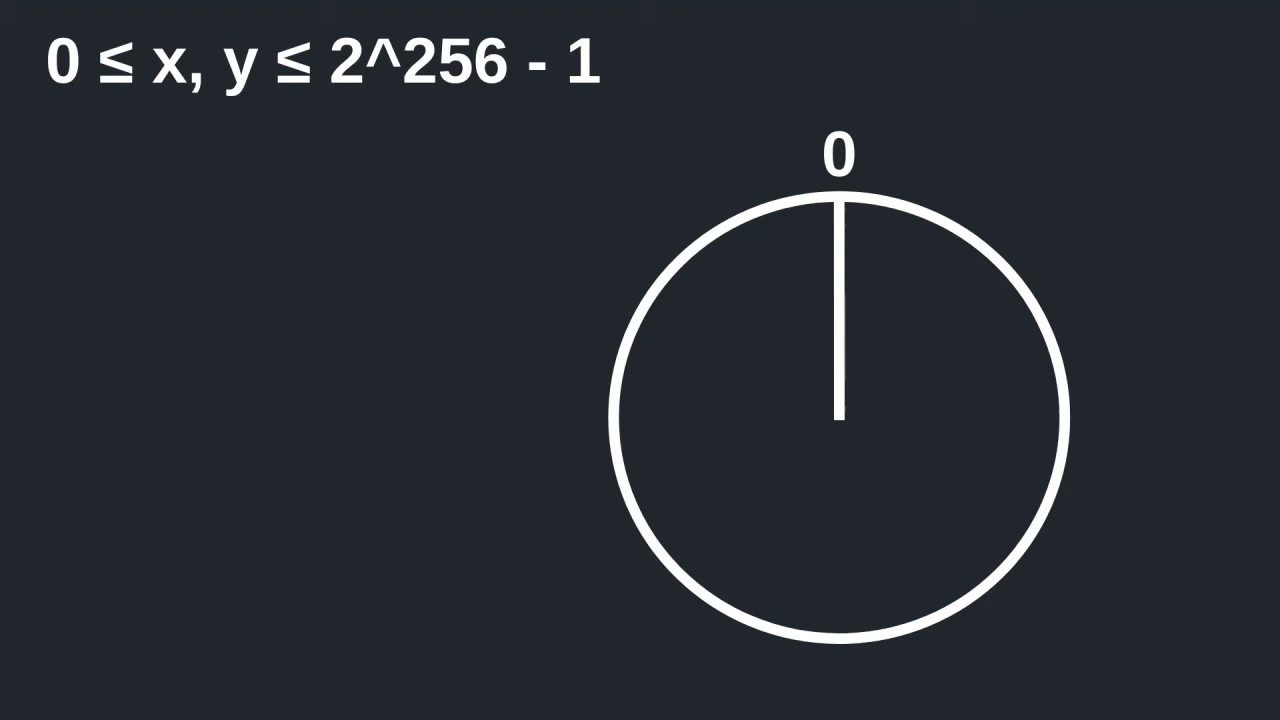 0 ≤ x, y ≤ 2^256 - 1
0